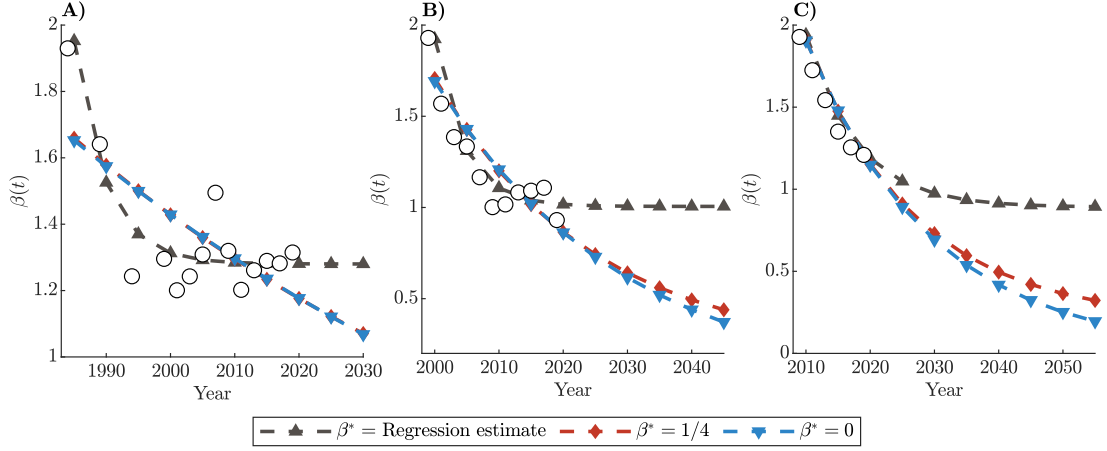 A)
2
1.8
1.6
1.4
1.2
1
β(t)
1990 2000 2010 2020 2030
Year
B)
2
1.5
1
0.5
β(t)
2000 2010 2020 2030 2040
Year
C)
2
1.5
1
0.5
0
β(t)
2010 2020 2030 2040 2050
Year
β* = Regression estimate β* = 1/4 β* = 0